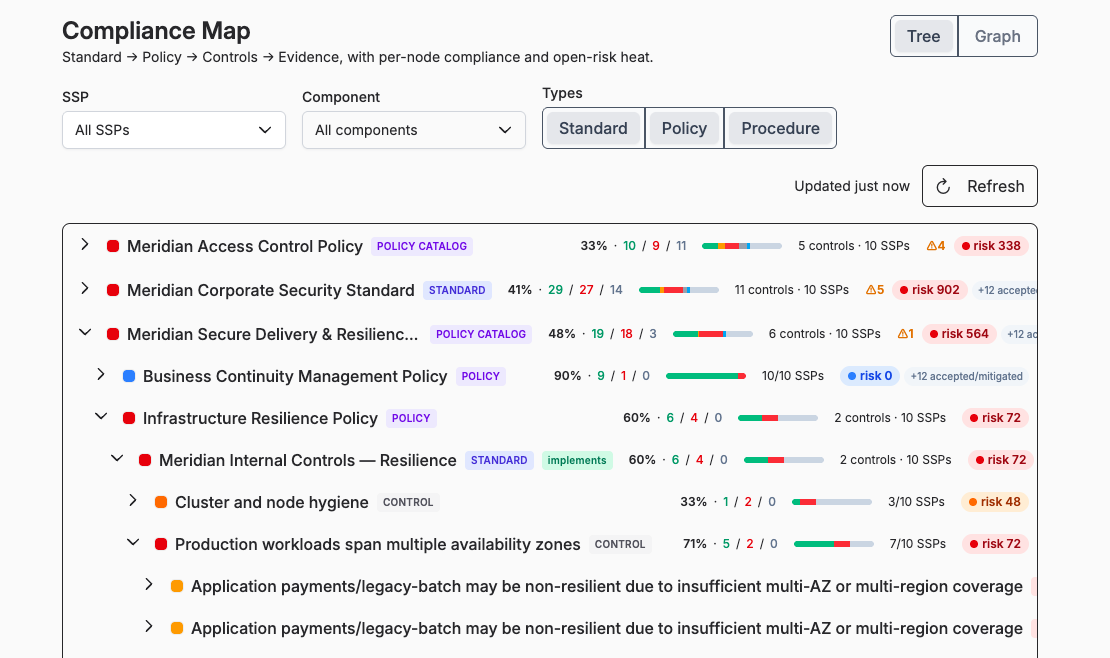 Compliance Map
Standard → Policy → Controls → Evidence, with per-node compliance and open-risk heat.
Tree
Graph
SSP
Component
Types
All SSPs
All components
Standard
Policy
Procedure
Updated just now
Refresh
Meridian Access Control Policy POLICY CATALOG 33% · 10 / 9 / 11 5 controls · 10 SSPs ⚠4 risk 338
Meridian Corporate Security Standard STANDARD 41% · 29 / 27 / 14 11 controls · 10 SSPs ⚠5 risk 902 +12 accepte
Meridian Secure Delivery & Resilienc... POLICY CATALOG 48% · 19 / 18 / 3 6 controls · 10 SSPs ⚠1 risk 564 +12 ac
Business Continuity Management Policy POLICY 90% · 9 / 1 / 0 10/10 SSPs risk 0 +12 accepted/mitigated
Infrastructure Resilience Policy POLICY 60% · 6 / 4 / 0 2 controls · 10 SSPs risk 72
Meridian Internal Controls — Resilience STANDARD implements 60% · 6 / 4 / 0 2 controls · 10 SSPs risk 72
Cluster and node hygiene CONTROL 33% · 1 / 2 / 0 3/10 SSPs risk 48
Production workloads span multiple availability zones CONTROL 71% · 5 / 2 / 0 7/10 SSPs risk 72
Application payments/legacy-batch may be non-resilient due to insufficient multi-AZ or multi-region coverage
Application payments/legacy-batch may be non-resilient due to insufficient multi-AZ or multi-region coverage